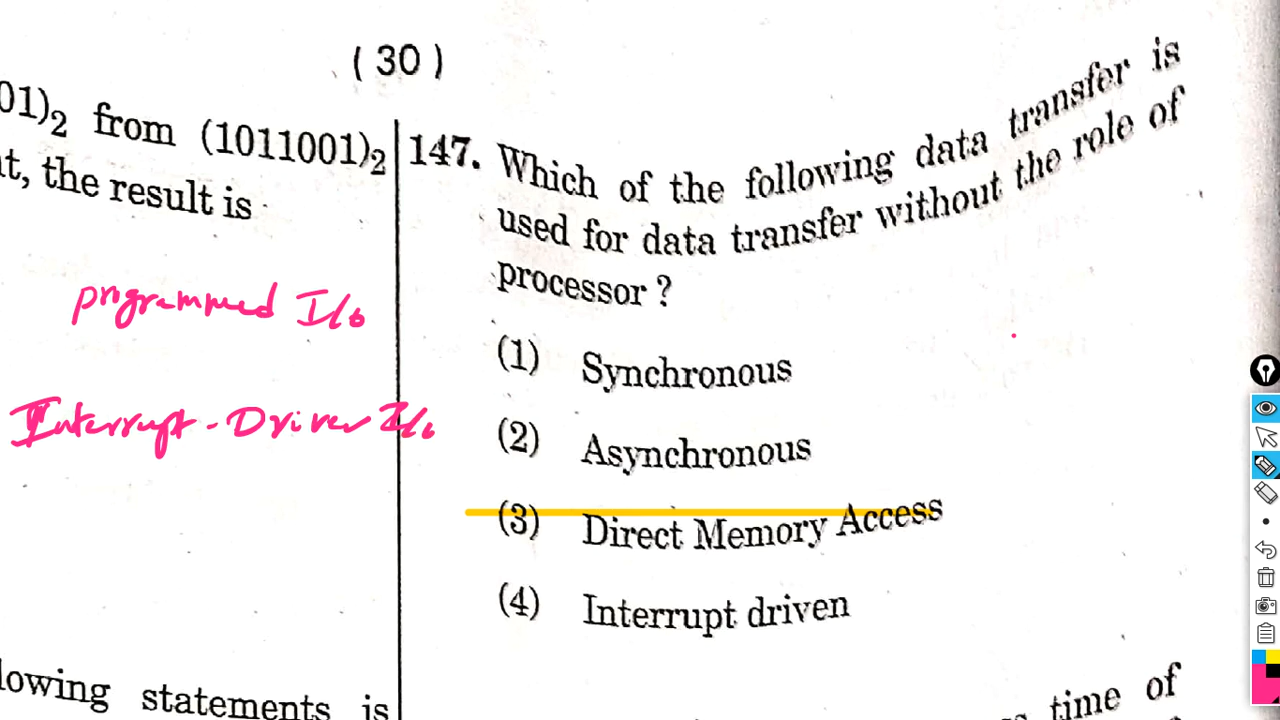 ( 30 )
01)2 from (1011001)2
t, the result is
programmed I/o
Interrupt-Driven I/o
lowing statements is
147. Which of the following data transfer is
used for data transfer without the role of
processor ?
(1) Synchronous
(2) Asynchronous
(3) Direct Memory Access
(4) Interrupt driven
time of